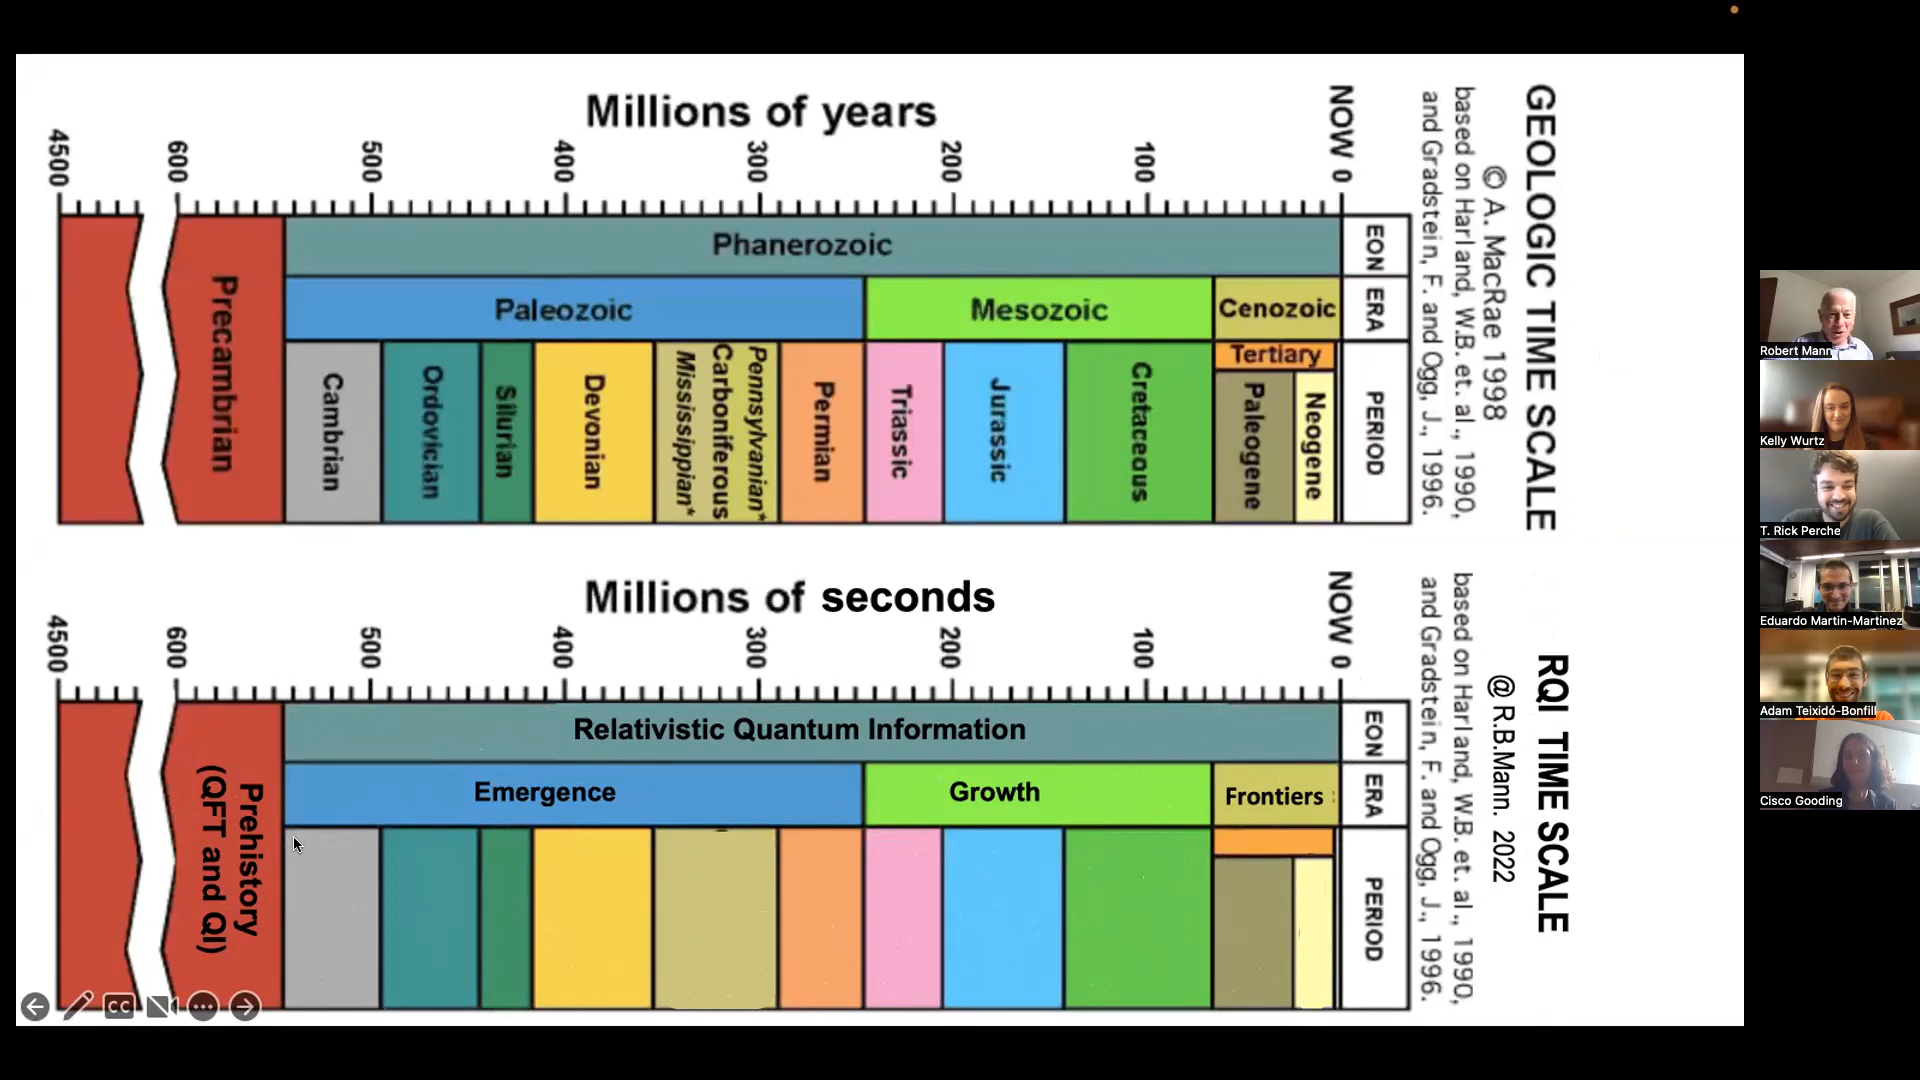 Millions of years
4500 600 500 400 300 200 100 NOW 0
Phanerozoic
EON
Paleozoic
Mesozoic
Cenozoic
ERA
Precambrian
Cambrian
Ordovician
Silurian
Devonian
Mississippian*
Carboniferous
Pennsylvanian*
Permian
Triassic
Jurassic
Cretaceous
Tertiary
Paleogene
Neogene
PERIOD
GEOLOGIC TIME SCALE
© A. MacRae 1998
based on Harland, W.B. et. al., 1990,
and Gradstein, F. and Ogg, J., 1996.
Millions of seconds
4500 600 500 400 300 200 100 NOW 0
Relativistic Quantum Information
EON
Emergence
Growth
Frontiers
ERA
Prehistory
(QFT and QI)
PERIOD
RQI TIME SCALE
@ R.B.Mann. 2022
based on Harland, W.B. et. al., 1990,
and Gradstein, F. and Ogg, J., 1996.
CC
Robert Mann
Kelly Wurtz
T. Rick Perche
Eduardo Martin-Martinez
Adam Teixidó-Bonfill
Cisco Gooding